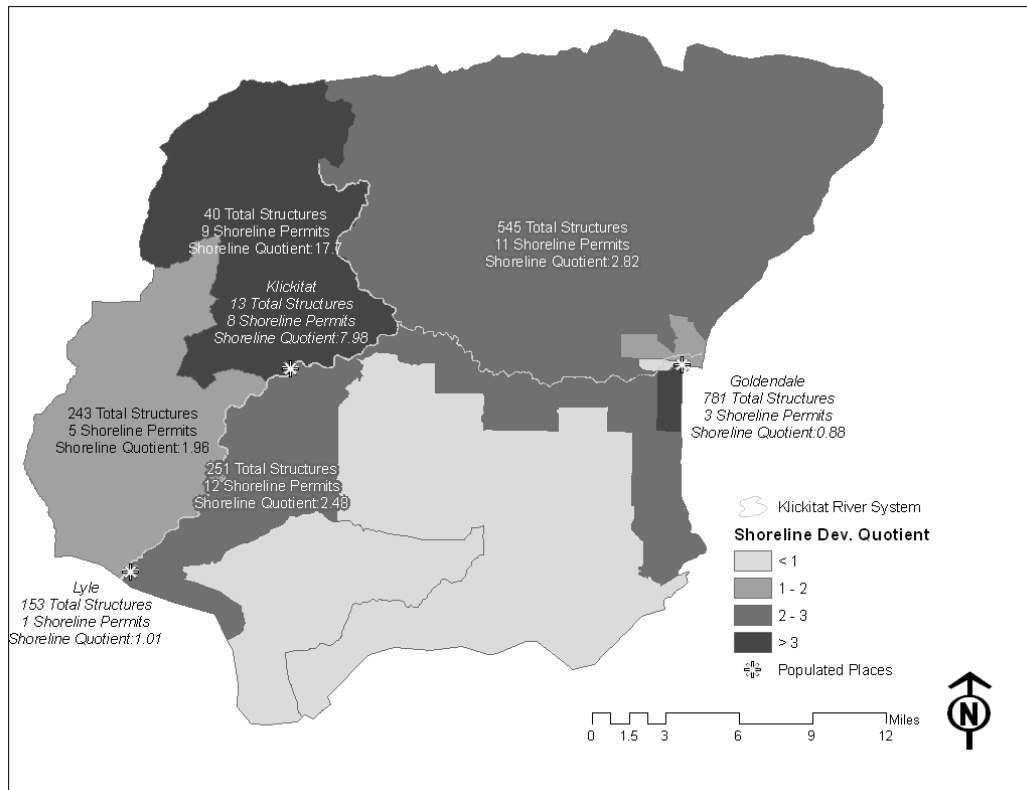 40 Total Structures
9 Shoreline Permits
Shoreline Quotient:17.7
545 Total Structures
11 Shoreline Permits
Shoreline Quotient:2.82
Klickitat
13 Total Structures
8 Shoreline Permits
Shoreline Quotient:7.98
Goldendale
781 Total Structures
3 Shoreline Permits
Shoreline Quotient:0.88
243 Total Structures
5 Shoreline Permits
Shoreline Quotient:1.96
251 Total Structures
12 Shoreline Permits
Shoreline Quotient:2.48
Lyle
153 Total Structures
1 Shoreline Permits
Shoreline Quotient:1.01
Klickitat River System
Shoreline Dev. Quotient
< 1
1 - 2
2 - 3
> 3
Populated Places
Miles
0 1.5 3 6 9 12
N